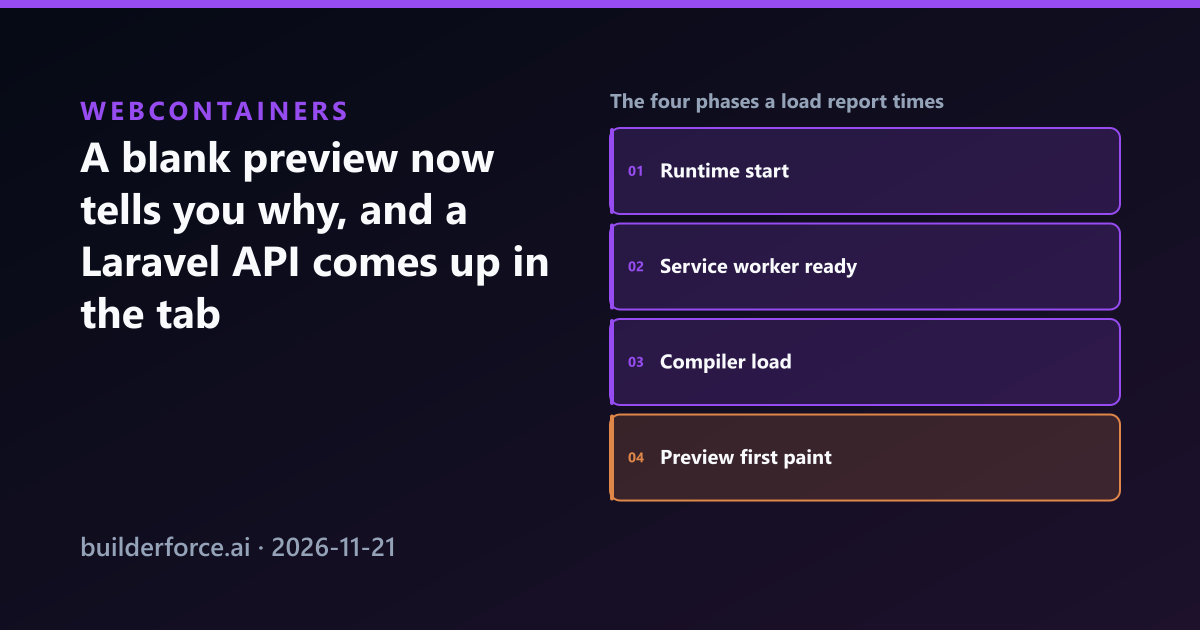 WEBCONTAINERS
A blank preview now
tells you why, and a
Laravel API comes up in
the tab
builderforce.ai · 2026-11-21
The four phases a load report times
01 Runtime start
02 Service worker ready
03 Compiler load
04 Preview first paint